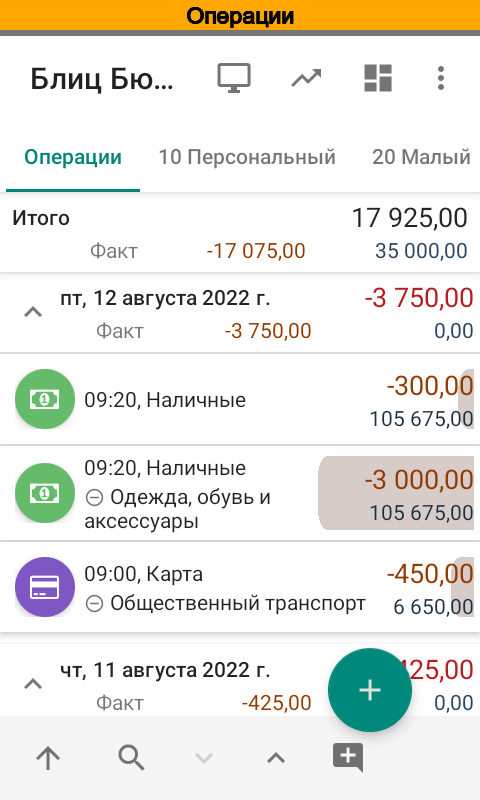 Операции
Блиц Бю...
Операции 10 Персональный 20 Малый
Итого 17 925,00
Факт -17 075,00 35 000,00
пт, 12 августа 2022 г. -3 750,00
Факт -3 750,00 0,00
09:20, Наличные -300,00
105 675,00
09:20, Наличные -3 000,00
Одежда, обувь и
аксессуары 105 675,00
09:00, Карта -450,00
Общественный транспорт 6 650,00
чт, 11 августа 2022 г. 425,00
Факт -425,00 0,00